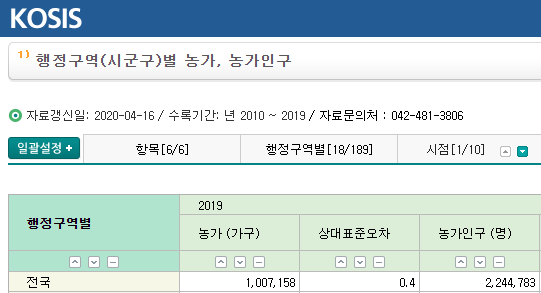 KOSIS
1) 행정구역(시군구)별 농가, 농가인구
자료갱신일: 2020-04-16 / 수록기간: 년 2010 ~ 2019 / 자료문의처 : 042-481-3806
일괄설정 + 항목[6/6] 행정구역별[18/189] 시점[1/10]
행정구역별 2019
농가 (가구) 상대표준오차 농가인구 (명)
전국 1,007,158 0.4 2,244,783